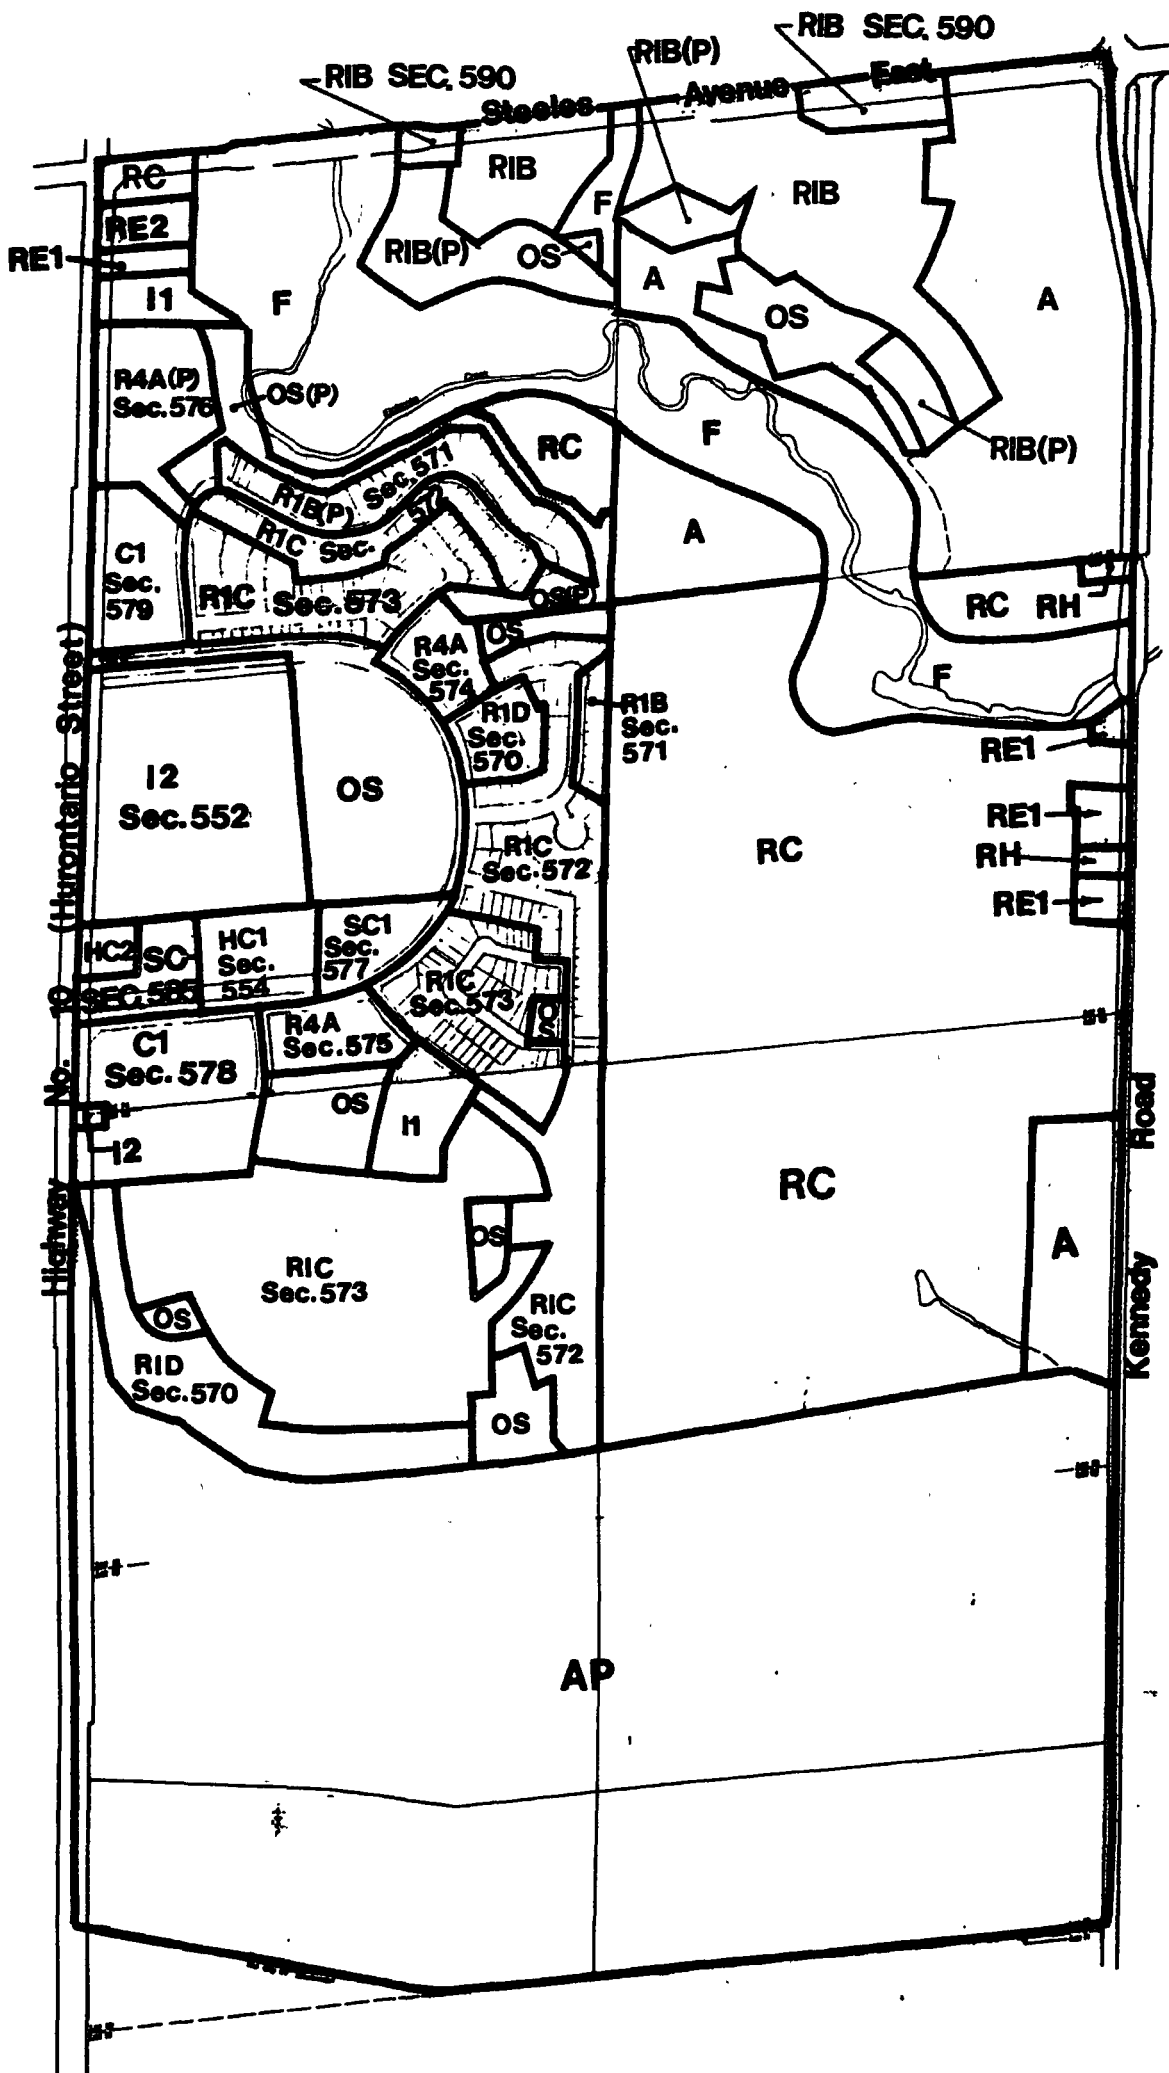 RIB SEC. 590
RIB(P)
RIB SEC. 590
Steeles Avenue East
RC
RE2
RE1
I1
F
RIB
RIB(P)
F
OS
RIB
A
OS
A
R4A(P)
Sec. 576
OS(P)
RC
F
RIB(P)
R1B(P) Sec. 571
R1C Sec. 572
A
C1
Sec.
579
R1C Sec. 573
OS(P)
RC RH
OS
R4A
Sec.
574
F
R1D
Sec.
570
R1B
Sec.
571
RE1
I2
Sec. 552
OS
RC
RE1
RH
RE1
R1C
Sec. 572
HC2
SC
SEC. 585
HC1
Sec.
554
SC1
Sec.
577
R1C
Sec. 573
OS
C1
Sec. 578
R4A
Sec. 575
OS
I1
I2
RC
A
OS
RIC
Sec. 573
RIC
Sec.
572
OS
RID
Sec. 570
OS
AP
Highway No. 10 (Hurontario Street)
Kennedy Road